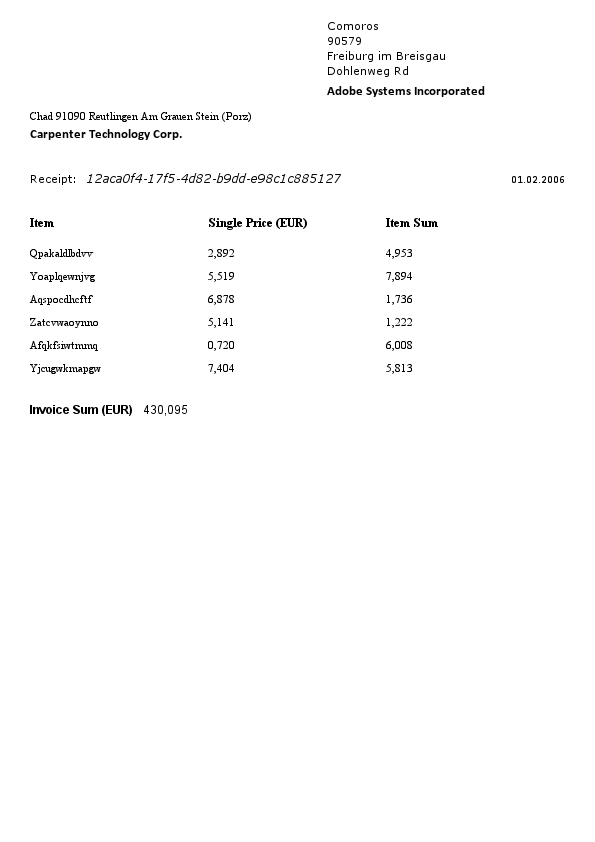 Comoros
90579
Freiburg im Breisgau
Dohlenweg Rd
Adobe Systems Incorporated
Chad 91090 Reutlingen Am Grauen Stein (Porz)
Carpenter Technology Corp.
Receipt: 12aca0f4-17f5-4d82-b9dd-e98c1c885127 01.02.2006
Item Single Price (EUR) Item Sum
Qpakaldlbdvv 2,892 4,953
Yoaplqewnjvg 5,519 7,894
Aqspocdhcftf 6,878 1,736
Zatcvwaoynno 5,141 1,222
Afqkfsiwtmmq 0,720 6,008
Yjcugwkmapgw 7,404 5,813
Invoice Sum (EUR) 430,095